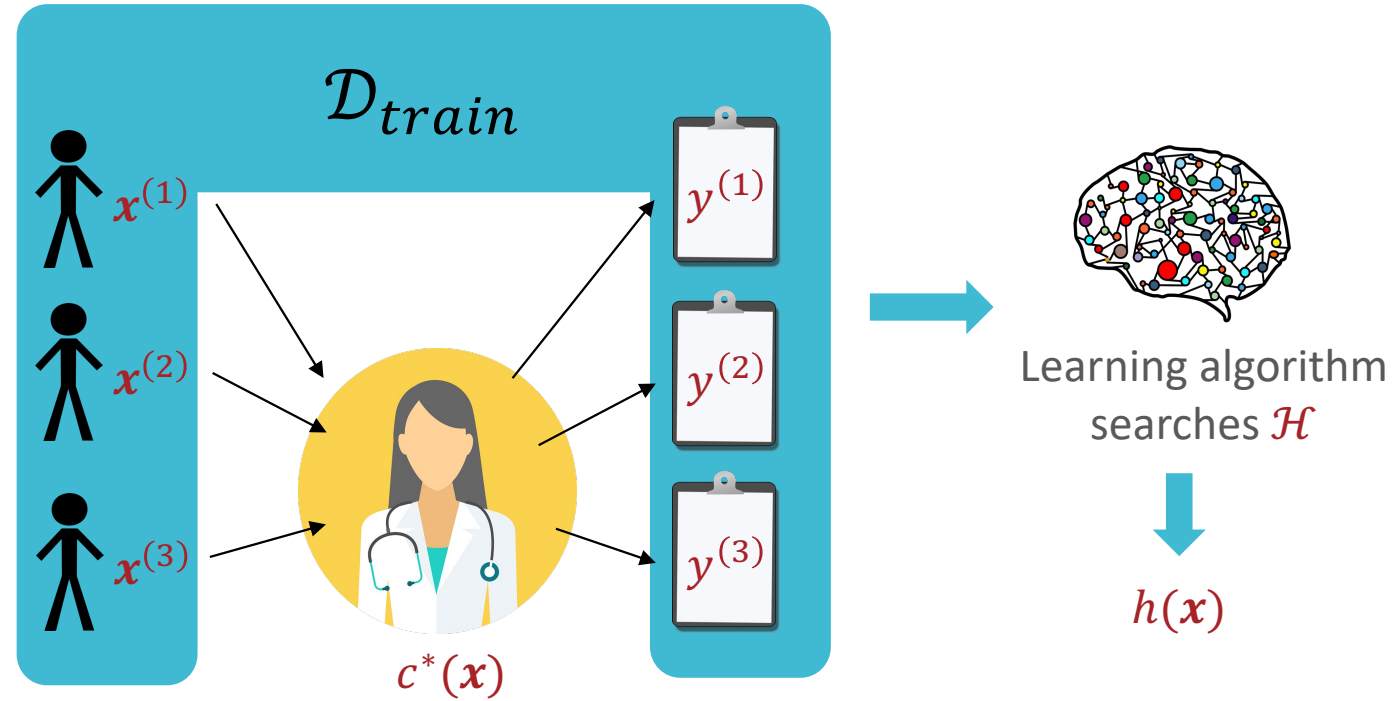 𝒟_train
x^(1)
y^(1)
x^(2)
y^(2)
x^(3)
y^(3)
c*(x)
Learning algorithm
searches ℋ
h(x)